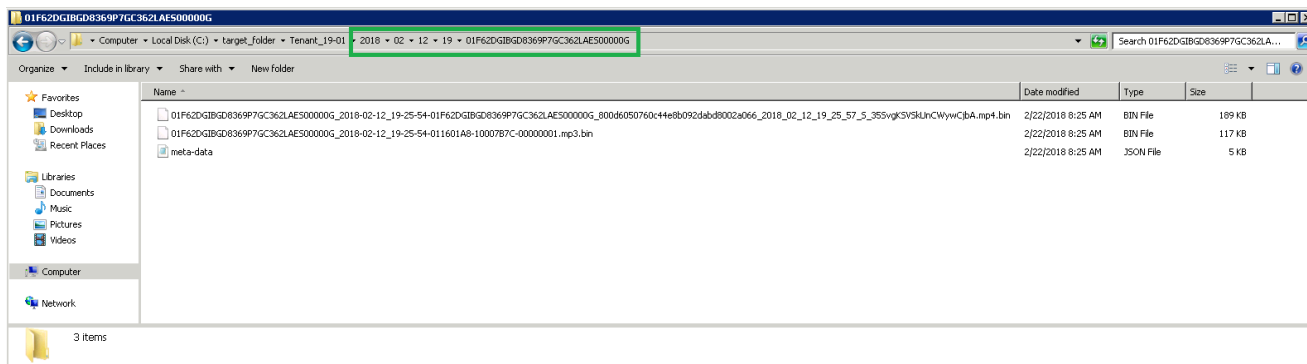 01F62DGIBGD8369P7GC362LAES00000G
Computer Local Disk (C:) target_folder Tenant_19-01 2018 02 12 19 01F62DGIBGD8369P7GC362LAES00000G
Search 01F62DGIBGD8369P7GC362LA...
Organize Include in library Share with New folder
Favorites
Desktop
Downloads
Recent Places
Libraries
Documents
Music
Pictures
Videos
Computer
Network
Name Date modified Type Size
01F62DGIBGD8369P7GC362LAES00000G_2018-02-12_19-25-54-01F62DGIBGD8369P7GC362LAES00000G_800d6050760c44e8b092dabd8002a066_2018_02_12_19_25_57_5_355vgKSVSkUnCWywCjbA.mp4.bin 2/22/2018 8:25 AM BIN File 189 KB
01F62DGIBGD8369P7GC362LAES00000G_2018-02-12_19-25-54-011601A8-10007B7C-00000001.mp3.bin 2/22/2018 8:25 AM BIN File 117 KB
meta-data 2/22/2018 8:25 AM JSON File 5 KB
3 items